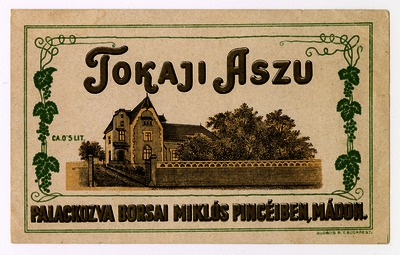 TOKAJI ASZU
CA.0'5 LIT.
PALACKOZVA BORSAI MIKLÓS PINCÉIBEN, MÁDON.